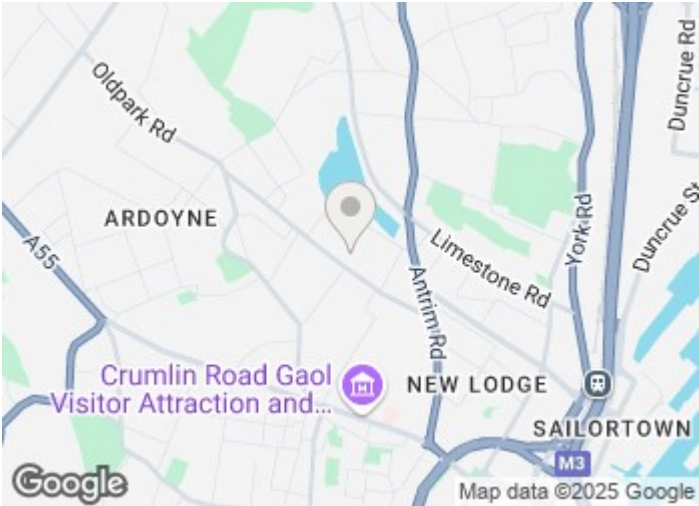 Duncrue Rd
Oldpark Rd
ARDOYNE
A55
Limestone Rd
York Rd
Duncrue St
Antrim Rd
Crumlin Road Gaol
Visitor Attraction and...
NEW LODGE
SAILORTOWN
M3
Google
Map data ©2025 Google